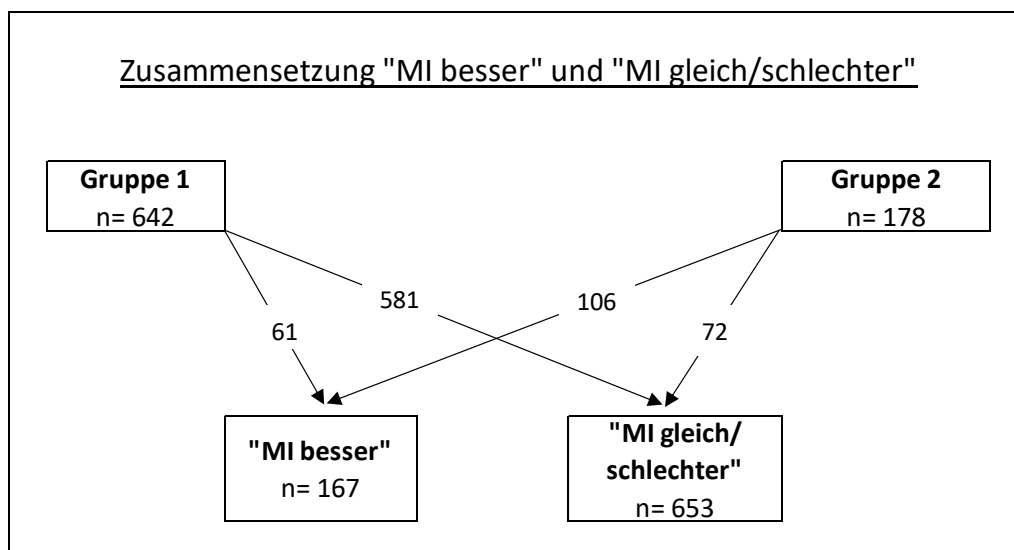 Zusammensetzung "MI besser" und "MI gleich/schlechter"
Gruppe 1
n= 642
Gruppe 2
n= 178
581
106
61
72
"MI besser"
n= 167
"MI gleich/
schlechter"
n= 653